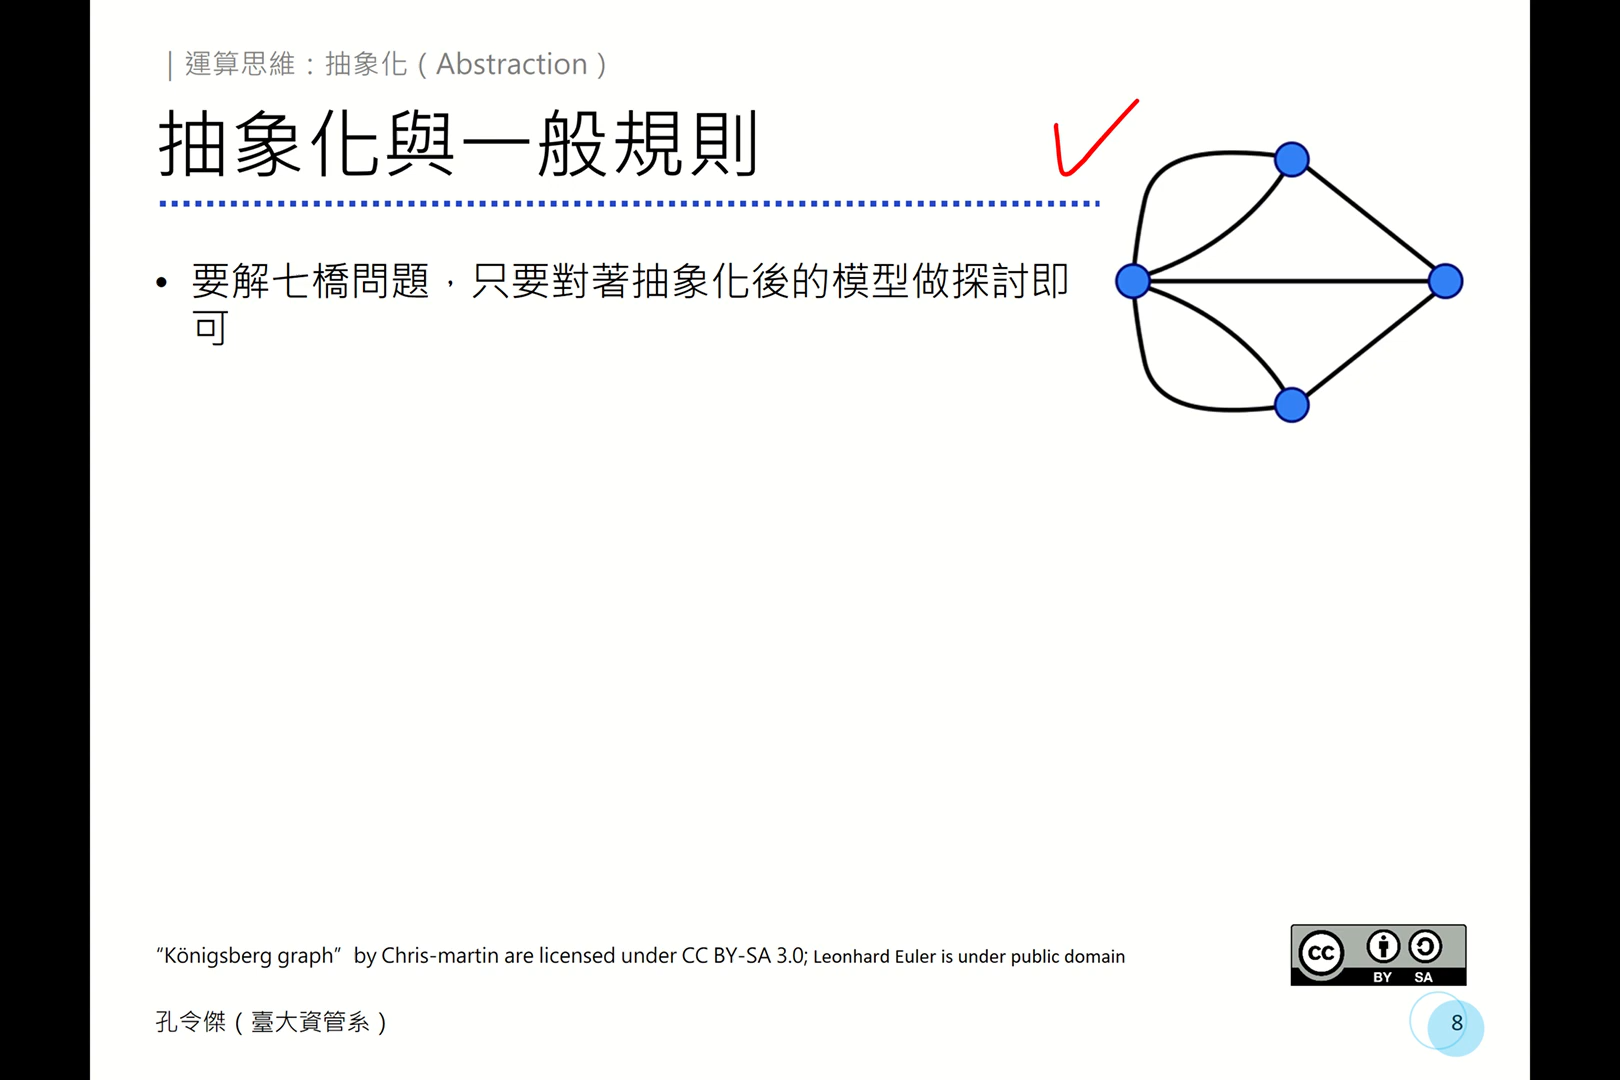 ｜運算思維：抽象化（Abstraction）
抽象化與一般規則
• 要解七橋問題，只要對著抽象化後的模型做探討即
可
“Königsberg graph” by Chris-martin are licensed under CC BY-SA 3.0; Leonhard Euler is under public domain
cc BY SA
孔令傑（臺大資管系）
8